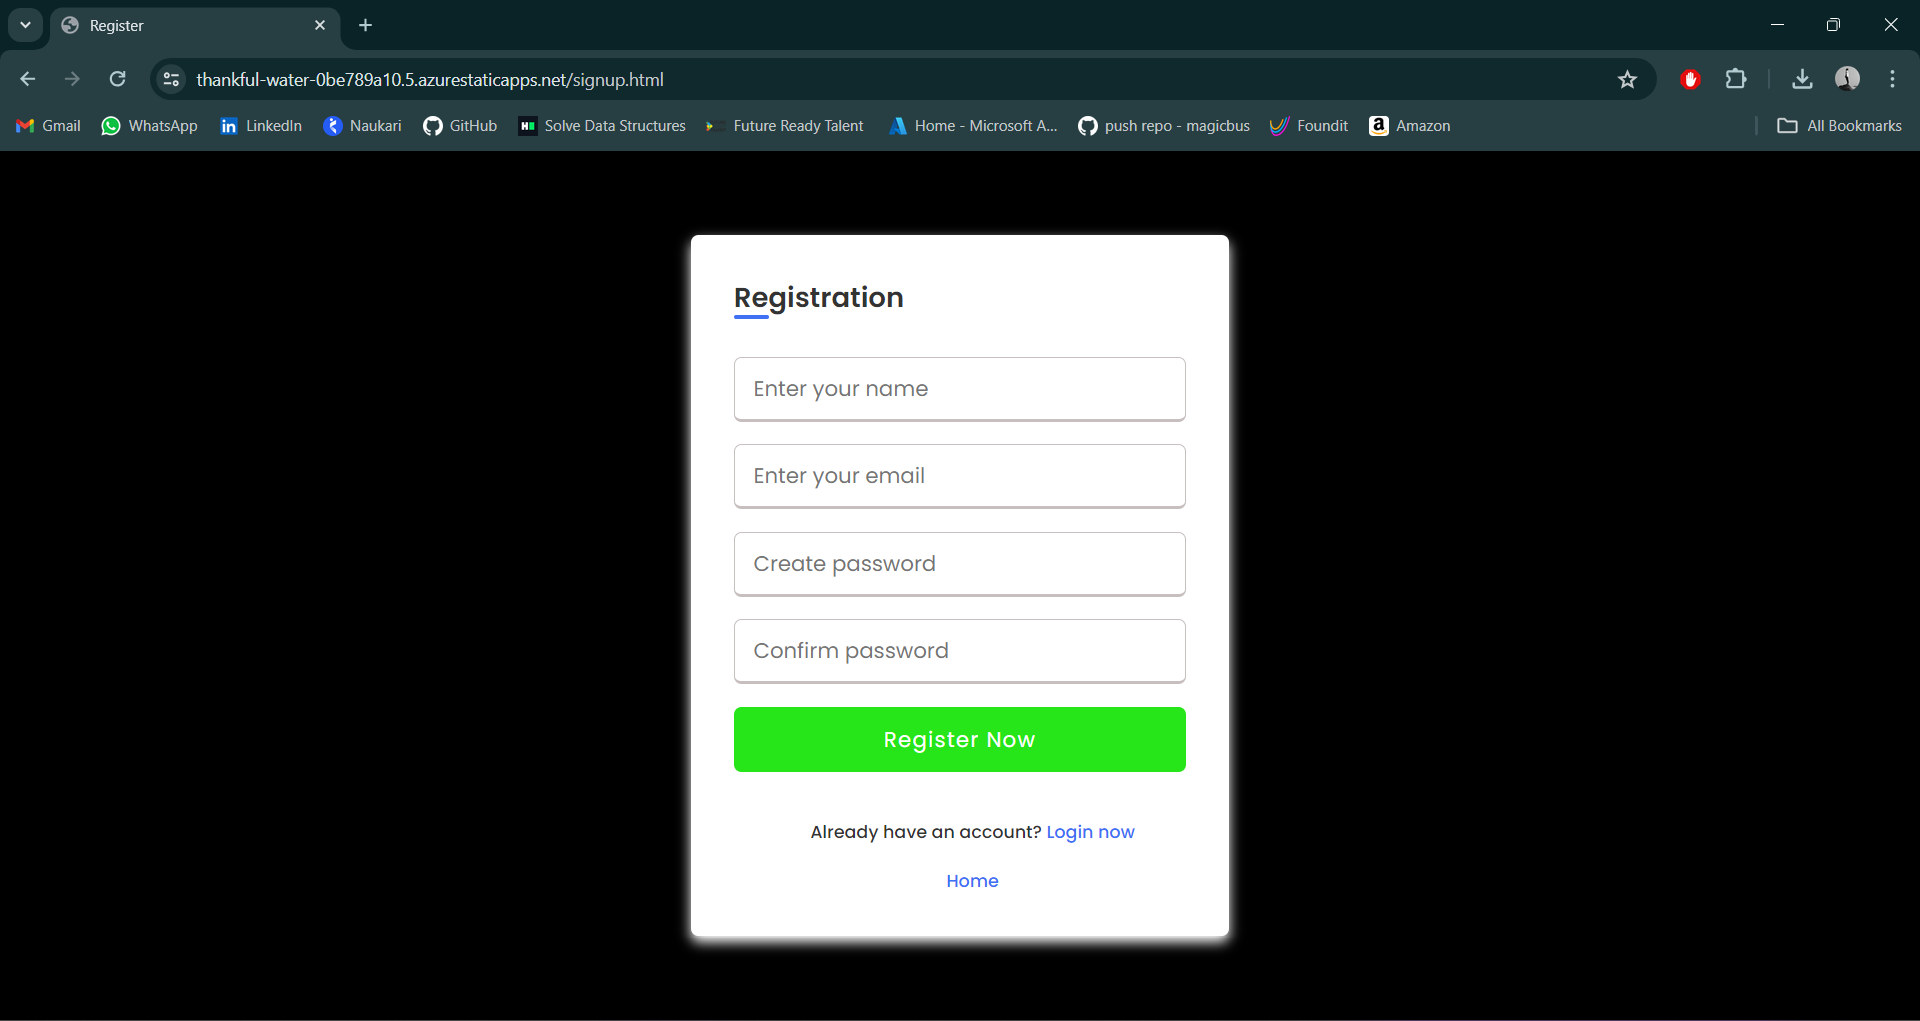 Register
thankful-water-0be789a10.5.azurestaticapps.net/signup.html
Gmail WhatsApp LinkedIn Naukari GitHub Solve Data Structures Future Ready Talent Home - Microsoft A... push repo - magicbus Foundit Amazon All Bookmarks
Registration
Enter your name
Enter your email
Create password
Confirm password
Register Now
Already have an account? Login now
Home